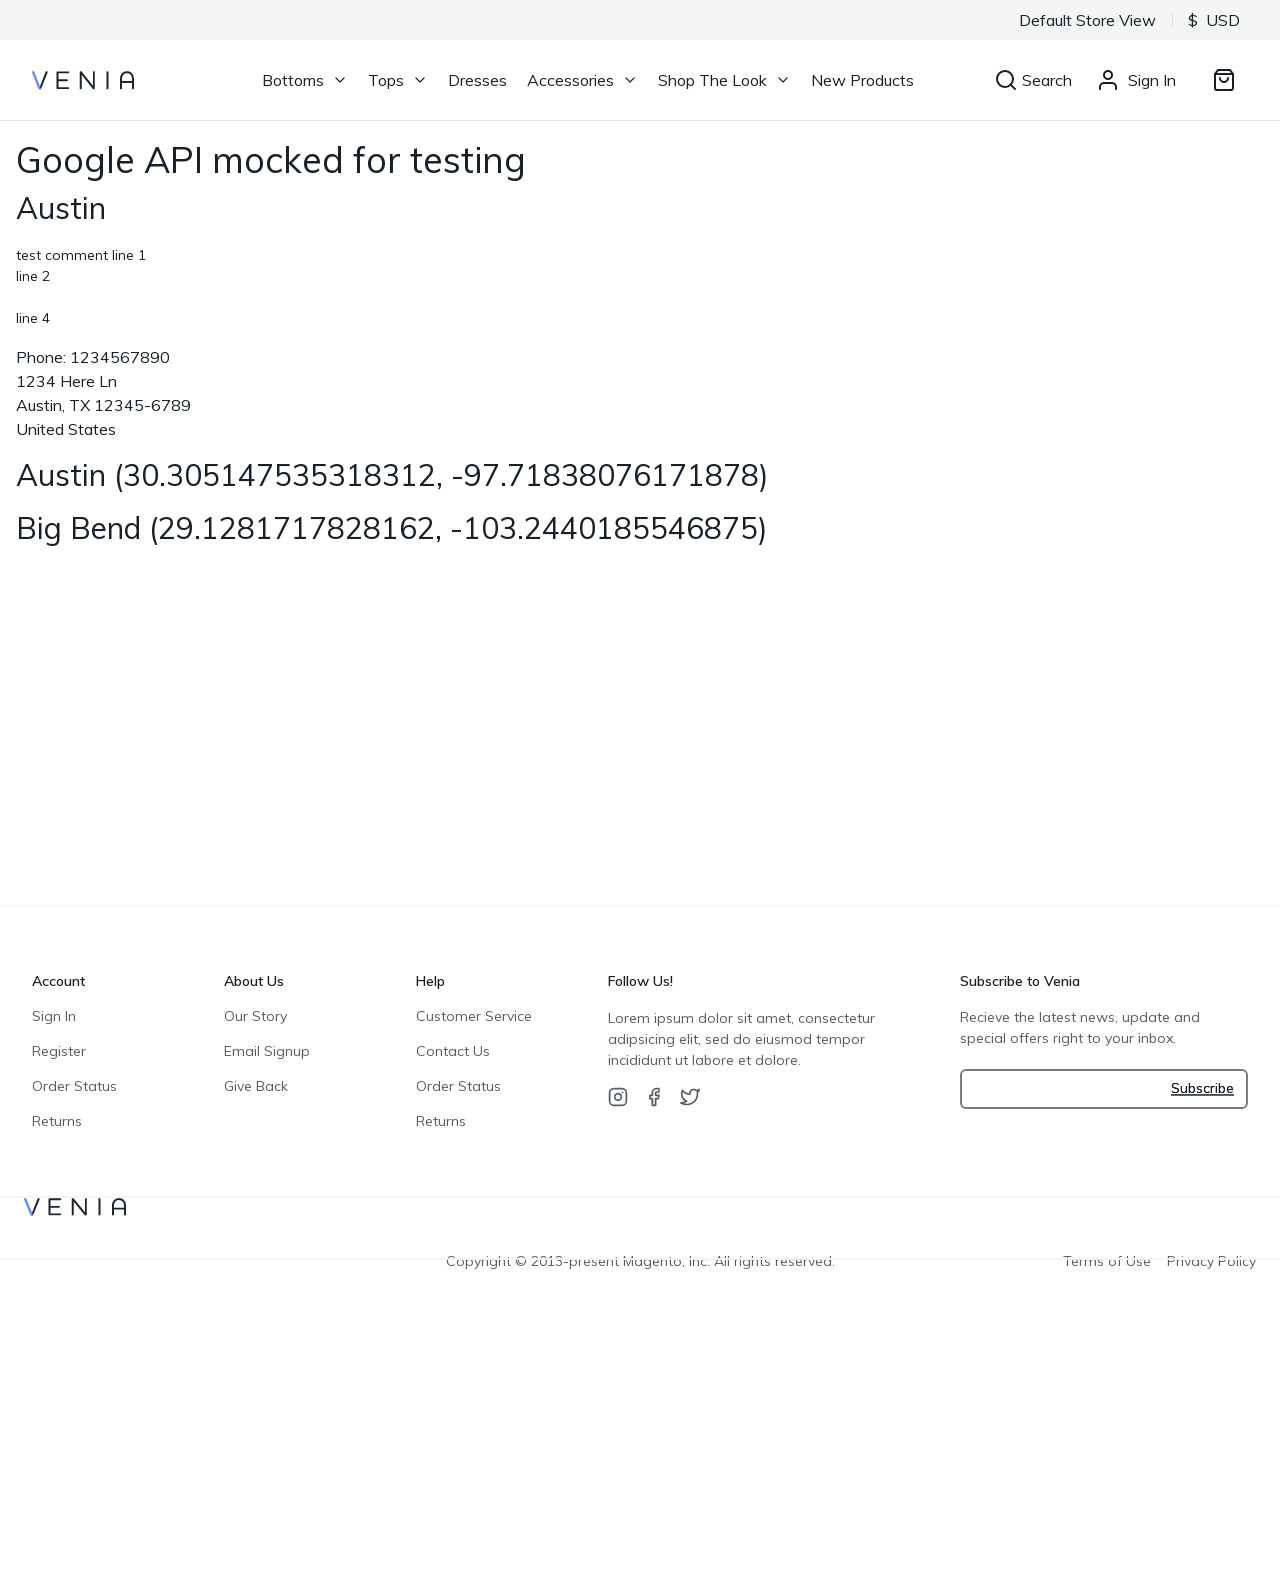 Default Store View
$ USD
VENIA
Bottoms
Tops
Dresses
Accessories
Shop The Look
New Products
Search
Sign In
Google API mocked for testing
Austin
test comment line 1
line 2
line 4
Phone: 1234567890
1234 Here Ln
Austin, TX 12345-6789
United States
Austin (30.305147535318312, -97.71838076171878)
Big Bend (29.1281717828162, -103.2440185546875)
Account
Sign In
Register
Order Status
Returns
About Us
Our Story
Email Signup
Give Back
Help
Customer Service
Contact Us
Order Status
Returns
Follow Us!
Lorem ipsum dolor sit amet, consectetur
adipsicing elit, sed do eiusmod tempor
incididunt ut labore et dolore.
Subscribe to Venia
Recieve the latest news, update and
special offers right to your inbox.
Subscribe
VENIA
Copyright © 2013-present Magento, Inc. All rights reserved.
Terms of Use
Privacy Policy